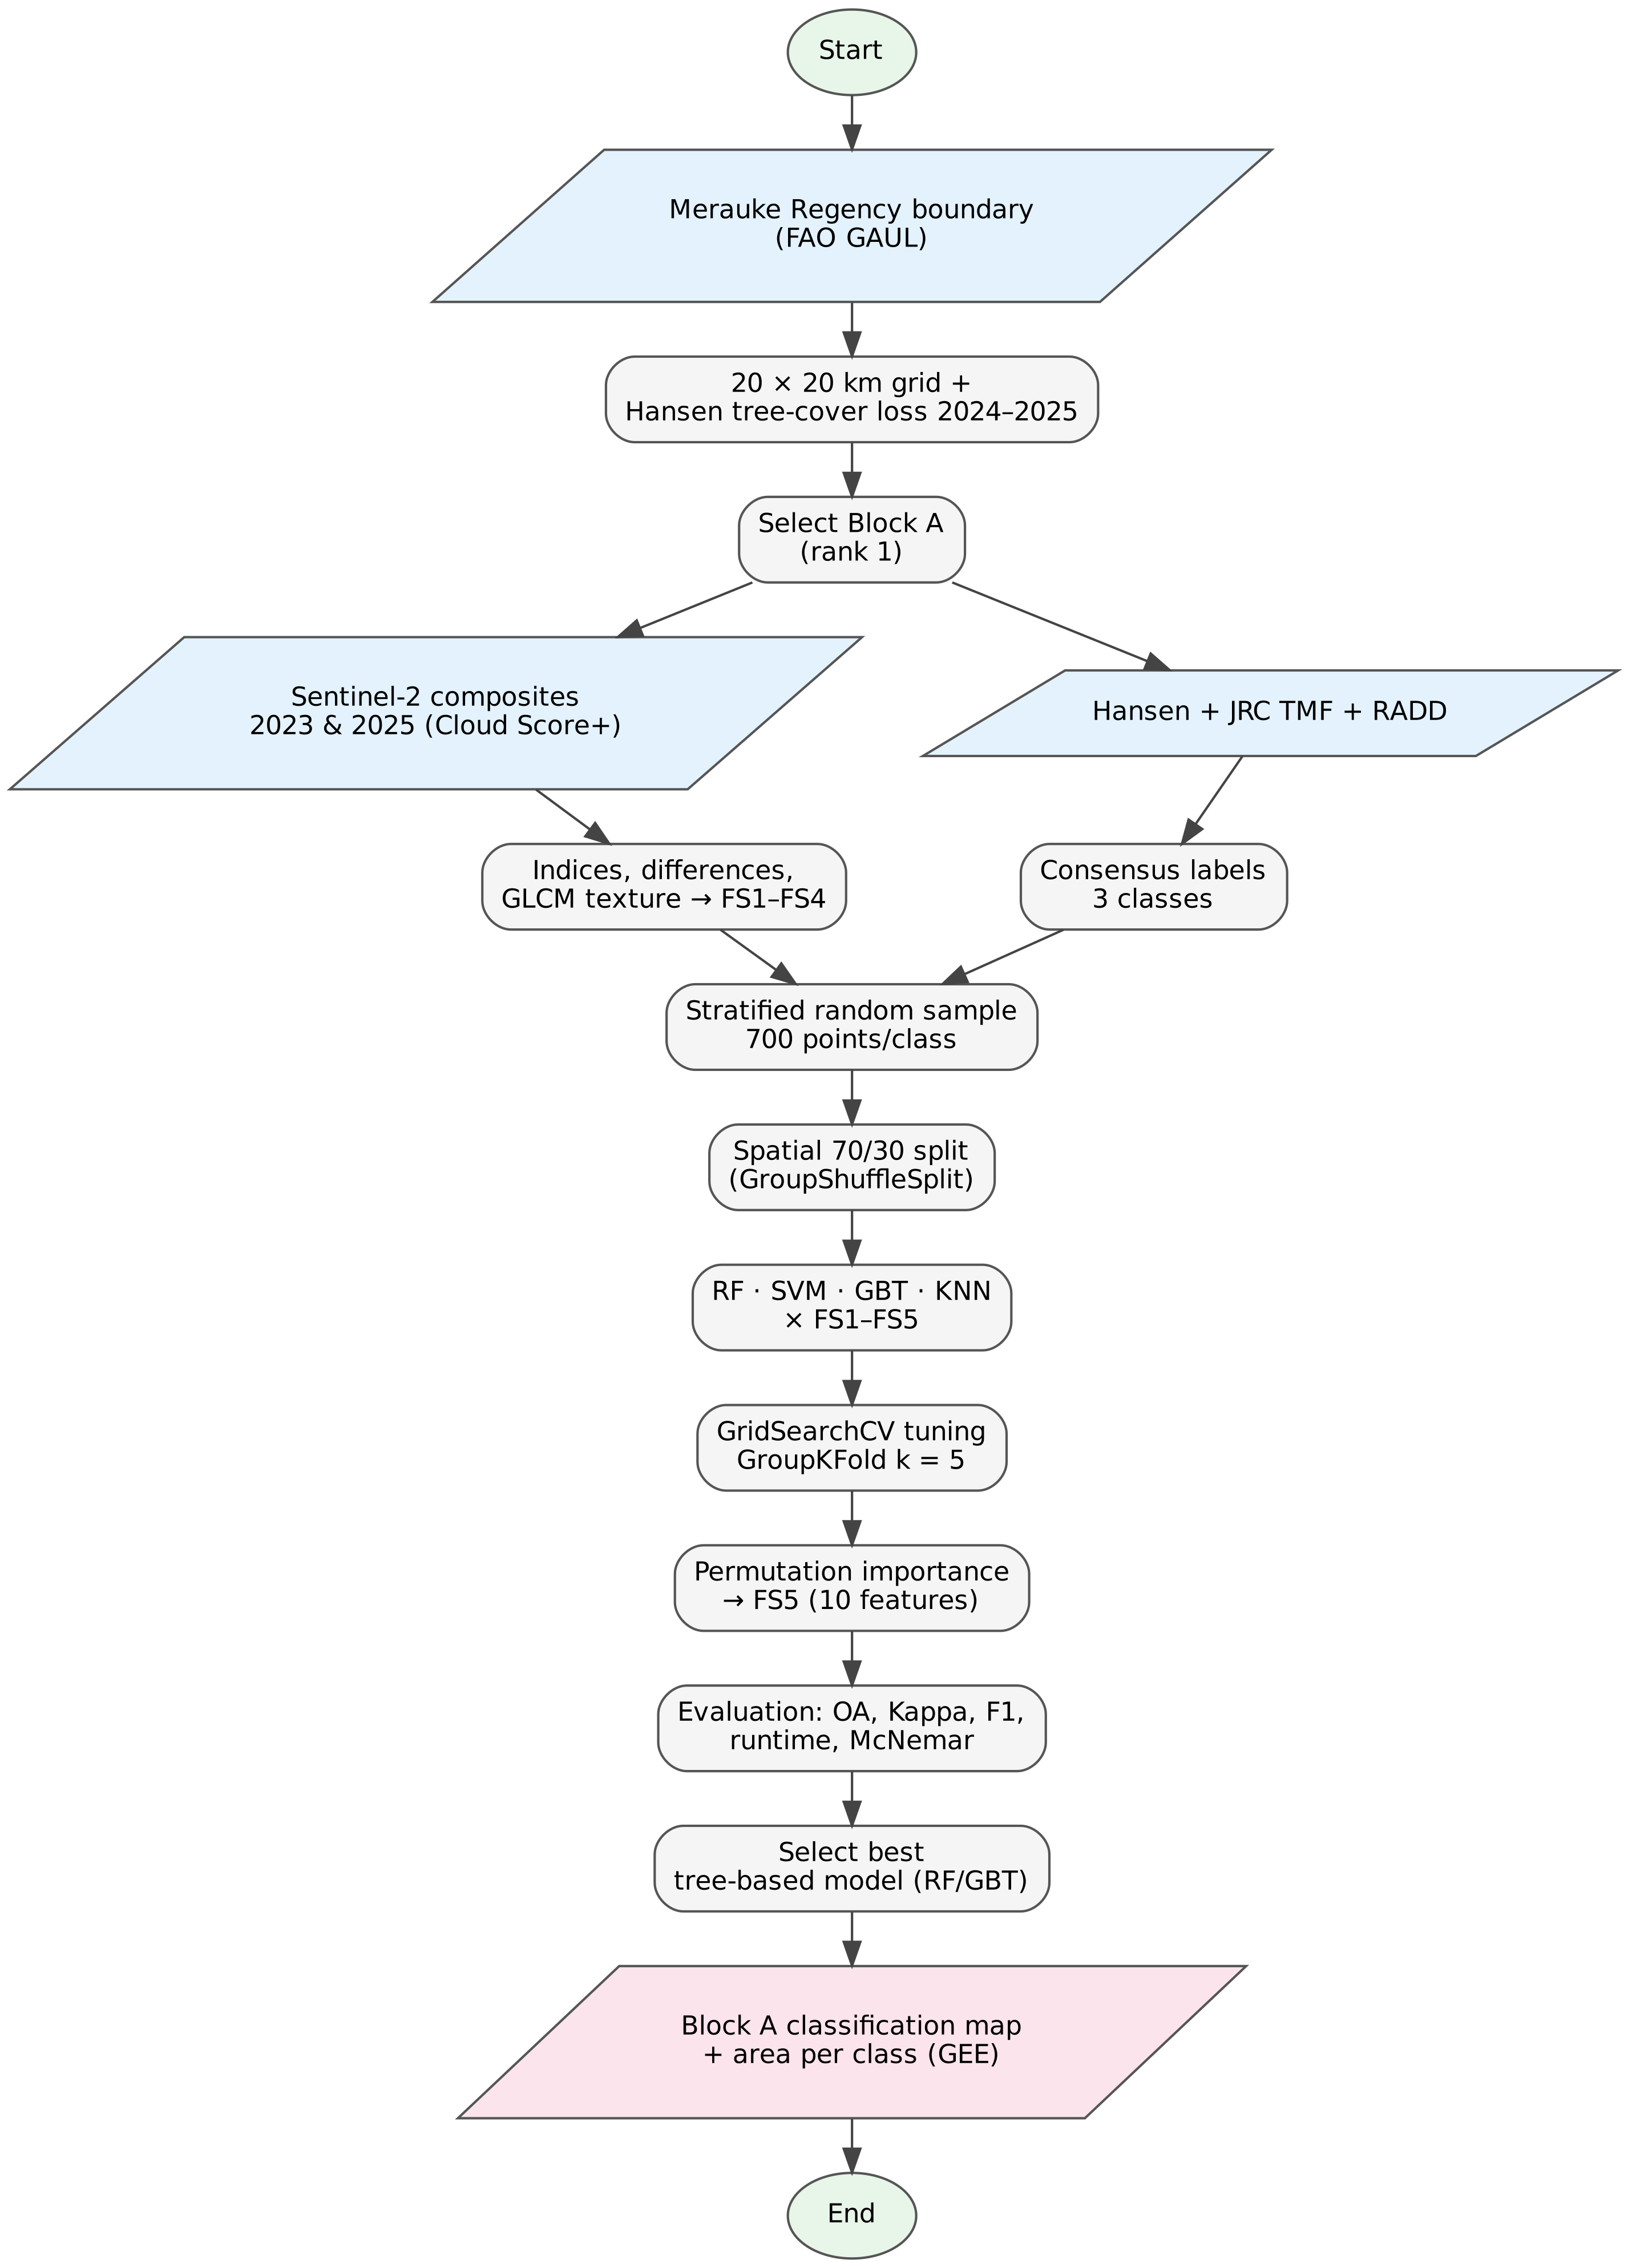 Start
Merauke Regency boundary
(FAO GAUL)
20 × 20 km grid +
Hansen tree-cover loss 2024–2025
Select Block A
(rank 1)
Sentinel-2 composites
2023 & 2025 (Cloud Score+)
Hansen + JRC TMF + RADD
Indices, differences,
GLCM texture → FS1–FS4
Consensus labels
3 classes
Stratified random sample
700 points/class
Spatial 70/30 split
(GroupShuffleSplit)
RF · SVM · GBT · KNN
× FS1–FS5
GridSearchCV tuning
GroupKFold k = 5
Permutation importance
→ FS5 (10 features)
Evaluation: OA, Kappa, F1,
runtime, McNemar
Select best
tree-based model (RF/GBT)
Block A classification map
+ area per class (GEE)
End